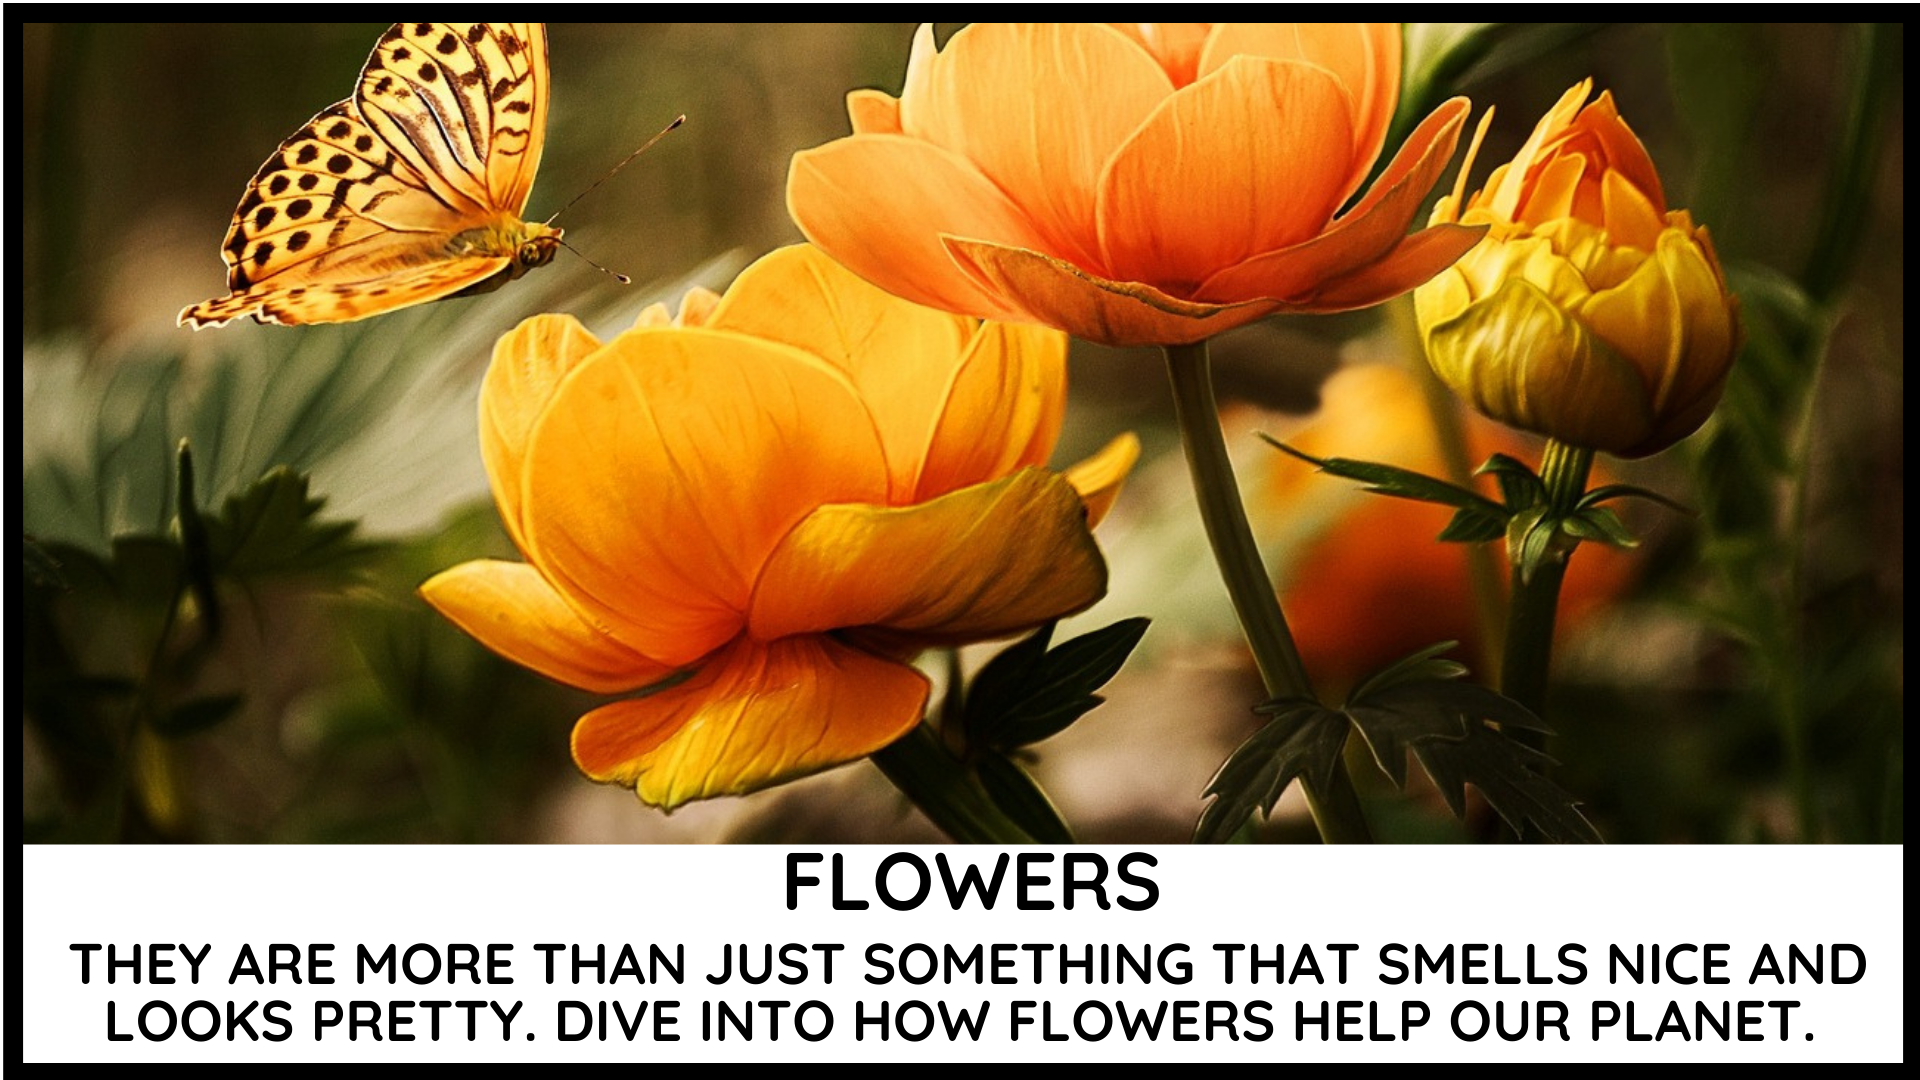 FLOWERS
THEY ARE MORE THAN JUST SOMETHING THAT SMELLS NICE AND
LOOKS PRETTY. DIVE INTO HOW FLOWERS HELP OUR PLANET.